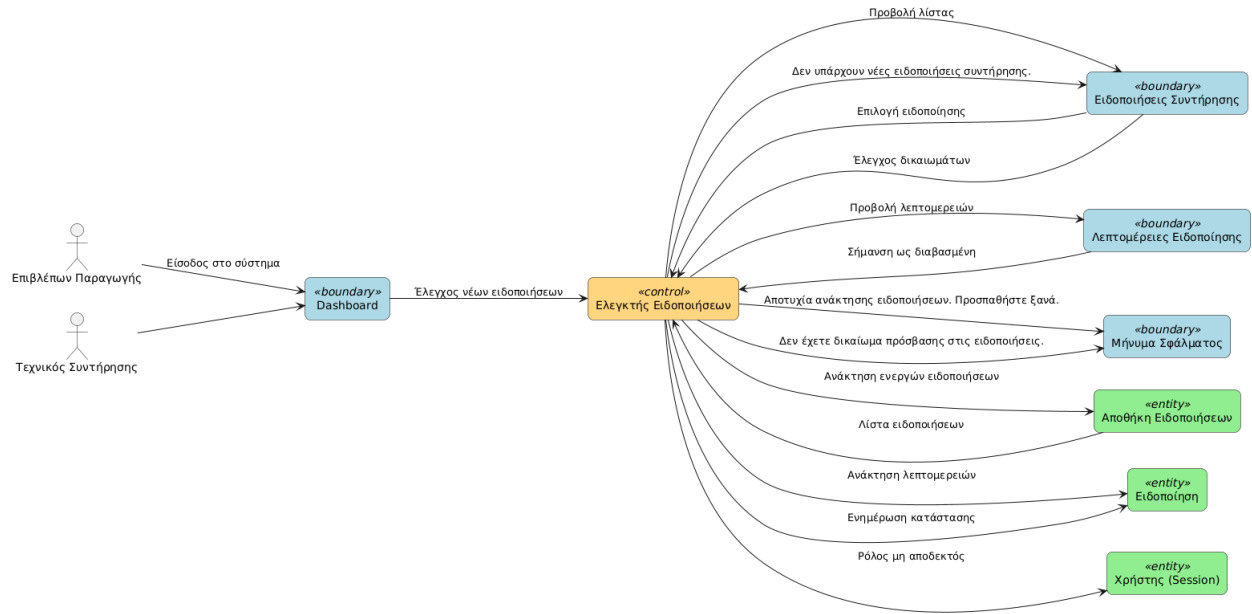 Προβολή λίστας
Δεν υπάρχουν νέες ειδοποιήσεις συντήρησης.
«boundary»
Ειδοποιήσεις Συντήρησης
Επιλογή ειδοποίησης
Έλεγχος δικαιωμάτων
Προβολή λεπτομερειών
«boundary»
Λεπτομέρειες Ειδοποίησης
Σήμανση ως διαβασμένη
Επιβλέπων Παραγωγής
Είσοδος στο σύστημα
«boundary»
Dashboard
Έλεγχος νέων ειδοποιήσεων
«control»
Ελεγκτής Ειδοποιήσεων
Αποτυχία ανάκτησης ειδοποιήσεων. Προσπαθήστε ξανά.
«boundary»
Μήνυμα Σφάλματος
Δεν έχετε δικαίωμα πρόσβασης στις ειδοποιήσεις.
Τεχνικός Συντήρησης
Ανάκτηση ενεργών ειδοποιήσεων
«entity»
Αποθήκη Ειδοποιήσεων
Λίστα ειδοποιήσεων
Ανάκτηση λεπτομερειών
«entity»
Ειδοποίηση
Ενημέρωση κατάστασης
Ρόλος μη αποδεκτός
«entity»
Χρήστης (Session)